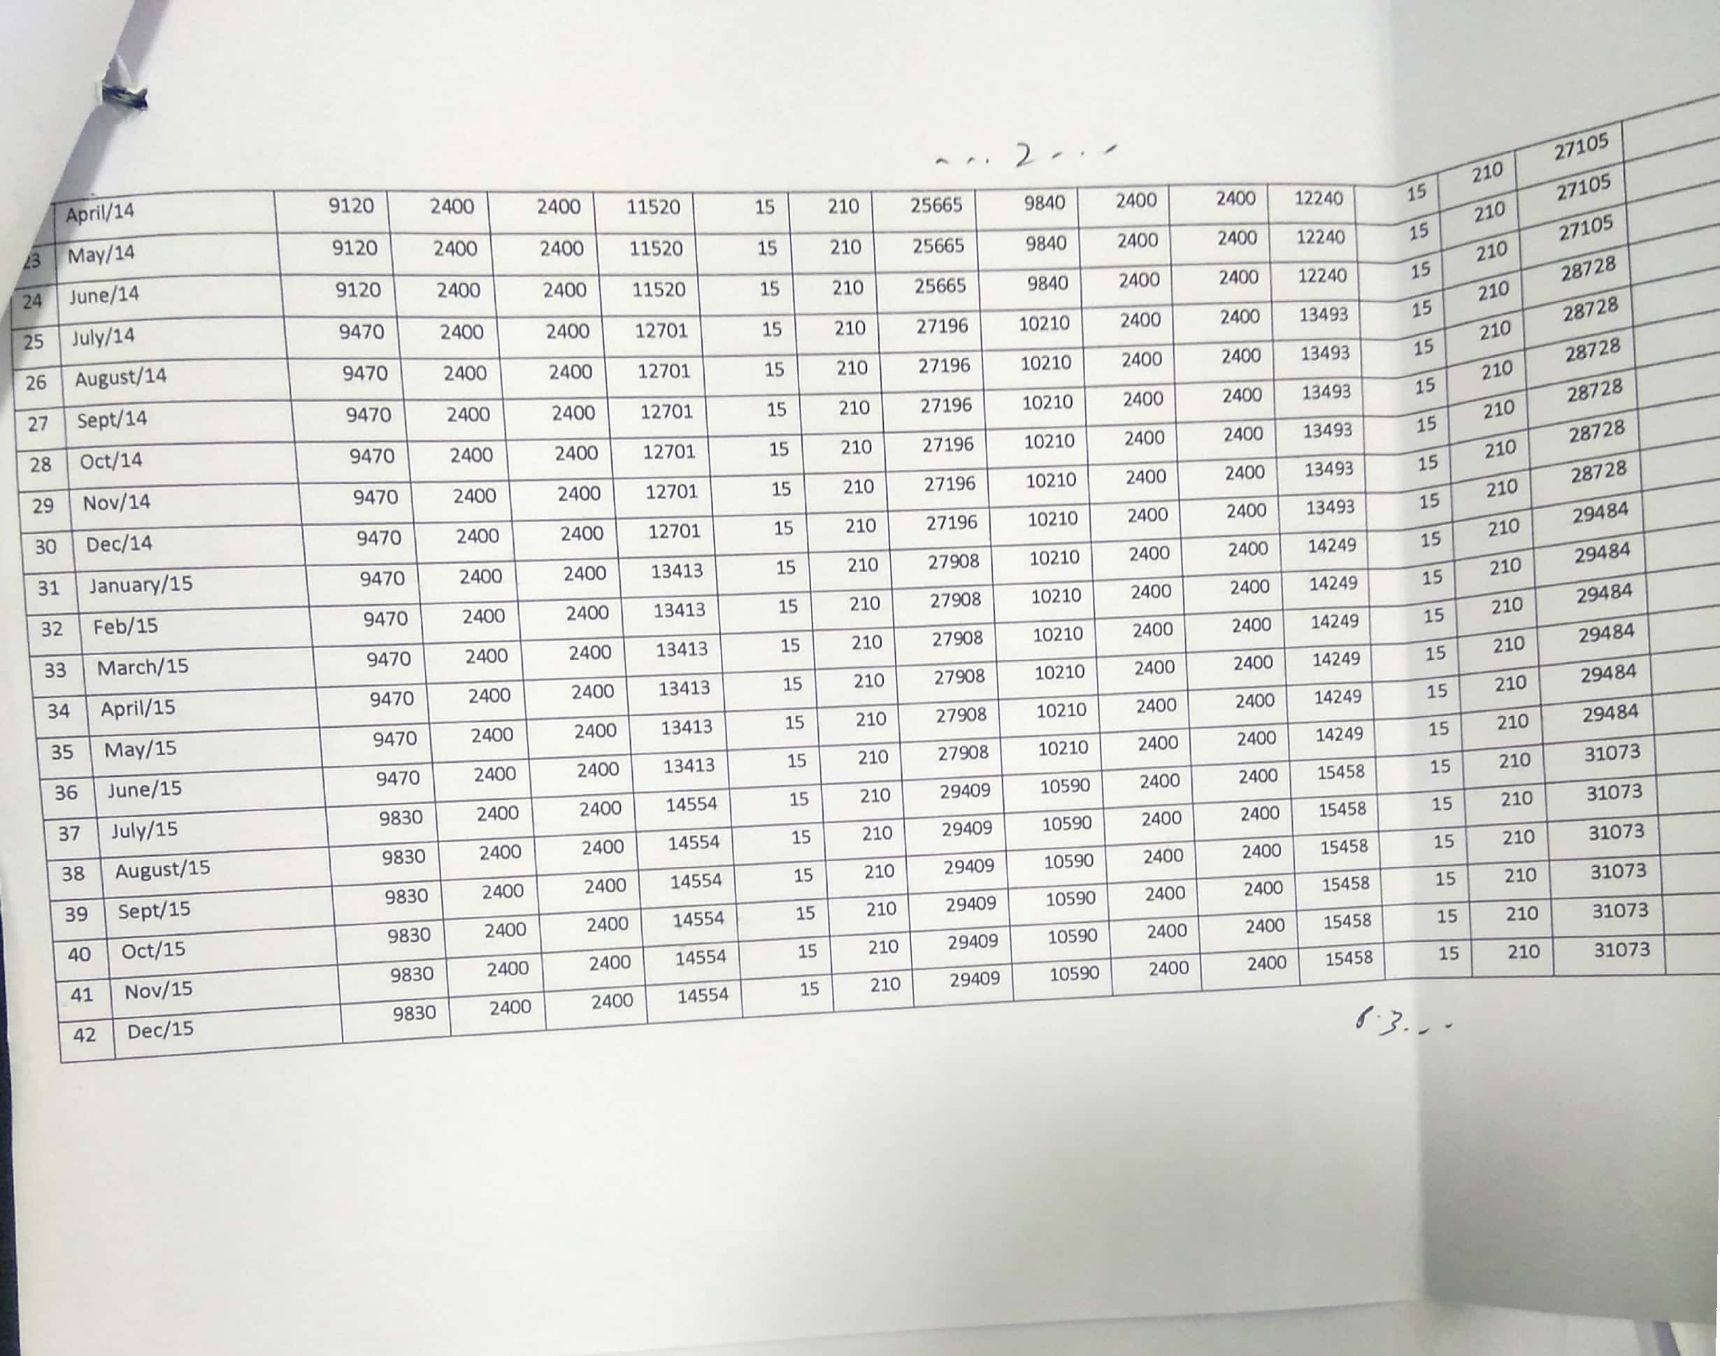 ... 2 ...
April/14 9120 2400 2400 11520 15 210 25665 9840 2400 2400 12240 15 210 27105
23 May/14 9120 2400 2400 11520 15 210 25665 9840 2400 2400 12240 15 210 27105
24 June/14 9120 2400 2400 11520 15 210 25665 9840 2400 2400 12240 15 210 27105
25 July/14 9470 2400 2400 12701 15 210 27196 10210 2400 2400 13493 15 210 28728
26 August/14 9470 2400 2400 12701 15 210 27196 10210 2400 2400 13493 15 210 28728
27 Sept/14 9470 2400 2400 12701 15 210 27196 10210 2400 2400 13493 15 210 28728
28 Oct/14 9470 2400 2400 12701 15 210 27196 10210 2400 2400 13493 15 210 28728
29 Nov/14 9470 2400 2400 12701 15 210 27196 10210 2400 2400 13493 15 210 28728
30 Dec/14 9470 2400 2400 12701 15 210 27196 10210 2400 2400 13493 15 210 28728
31 January/15 9470 2400 2400 13413 15 210 27908 10210 2400 2400 14249 15 210 29484
32 Feb/15 9470 2400 2400 13413 15 210 27908 10210 2400 2400 14249 15 210 29484
33 March/15 9470 2400 2400 13413 15 210 27908 10210 2400 2400 14249 15 210 29484
34 April/15 9470 2400 2400 13413 15 210 27908 10210 2400 2400 14249 15 210 29484
35 May/15 9470 2400 2400 13413 15 210 27908 10210 2400 2400 14249 15 210 29484
36 June/15 9470 2400 2400 13413 15 210 27908 10210 2400 2400 14249 15 210 29484
37 July/15 9830 2400 2400 14554 15 210 29409 10590 2400 2400 15458 15 210 31073
38 August/15 9830 2400 2400 14554 15 210 29409 10590 2400 2400 15458 15 210 31073
39 Sept/15 9830 2400 2400 14554 15 210 29409 10590 2400 2400 15458 15 210 31073
40 Oct/15 9830 2400 2400 14554 15 210 29409 10590 2400 2400 15458 15 210 31073
41 Nov/15 9830 2400 2400 14554 15 210 29409 10590 2400 2400 15458 15 210 31073
42 Dec/15 9830 2400 2400 14554 15 210 29409 10590 2400 2400 15458 15 210 31073
3...